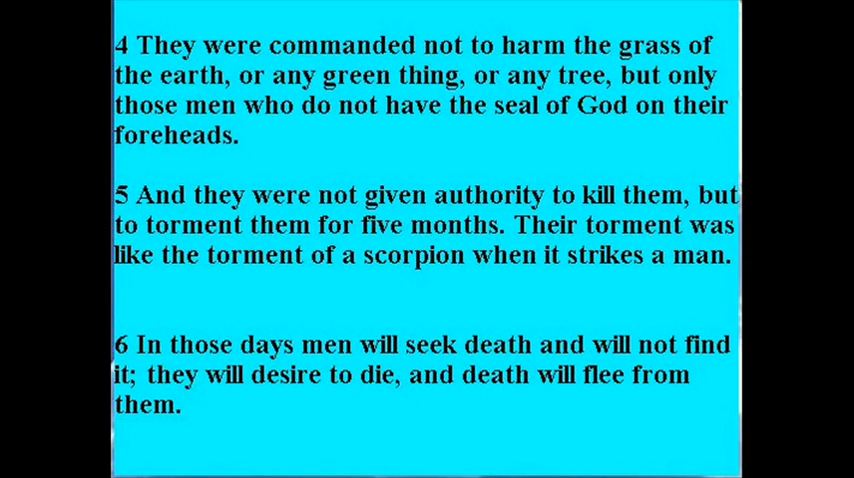 4 They were commanded not to harm the grass of
the earth, or any green thing, or any tree, but only
those men who do not have the seal of God on their
foreheads.
5 And they were not given authority to kill them, but
to torment them for five months. Their torment was
like the torment of a scorpion when it strikes a man.
6 In those days men will seek death and will not find
it; they will desire to die, and death will flee from
them.